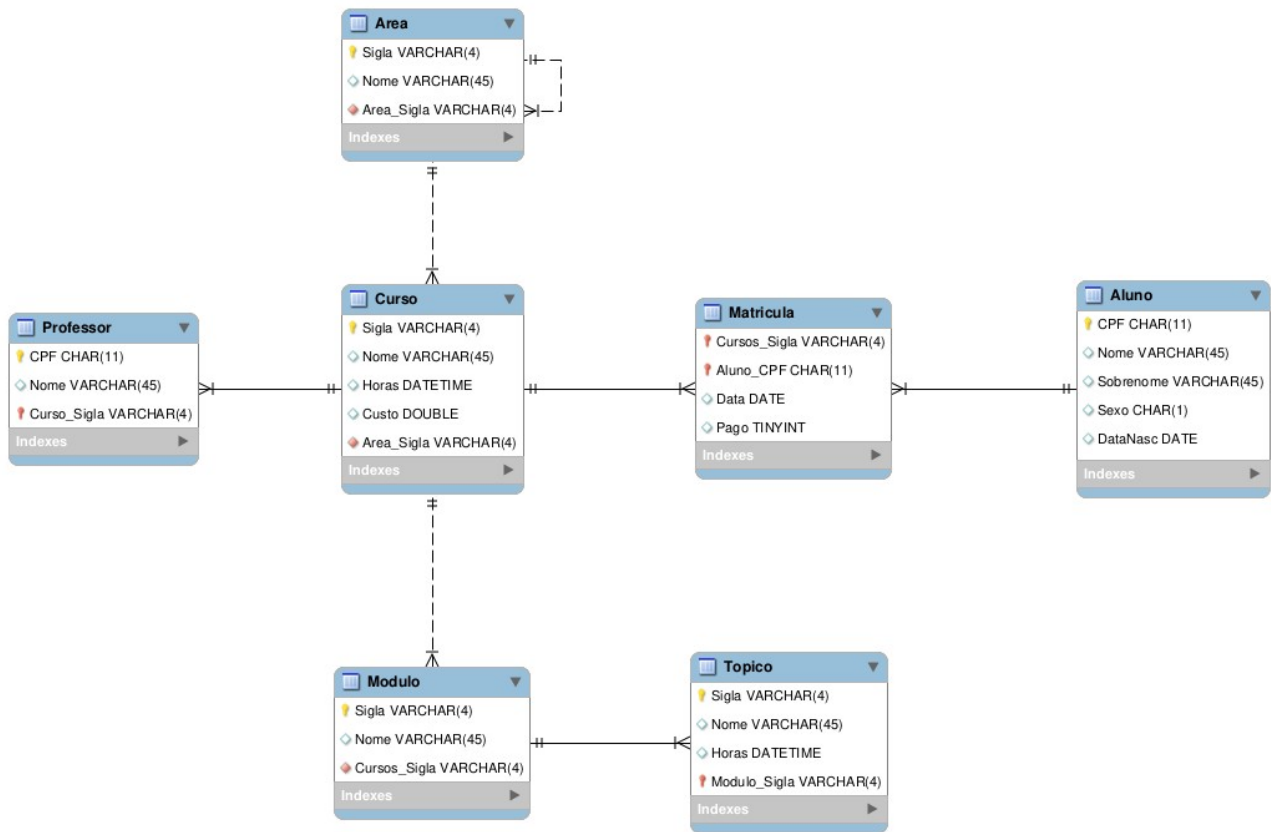 Area
Sigla VARCHAR(4)
Nome VARCHAR(45)
Area_Sigla VARCHAR(4)
Indexes
Professor
CPF CHAR(11)
Nome VARCHAR(45)
Curso_Sigla VARCHAR(4)
Indexes
Curso
Sigla VARCHAR(4)
Nome VARCHAR(45)
Horas DATETIME
Custo DOUBLE
Area_Sigla VARCHAR(4)
Indexes
Matricula
Cursos_Sigla VARCHAR(4)
Aluno_CPF CHAR(11)
Data DATE
Pago TINYINT
Indexes
Aluno
CPF CHAR(11)
Nome VARCHAR(45)
Sobrenome VARCHAR(45)
Sexo CHAR(1)
DataNasc DATE
Indexes
Modulo
Sigla VARCHAR(4)
Nome VARCHAR(45)
Cursos_Sigla VARCHAR(4)
Indexes
Topico
Sigla VARCHAR(4)
Nome VARCHAR(45)
Horas DATETIME
Modulo_Sigla VARCHAR(4)
Indexes